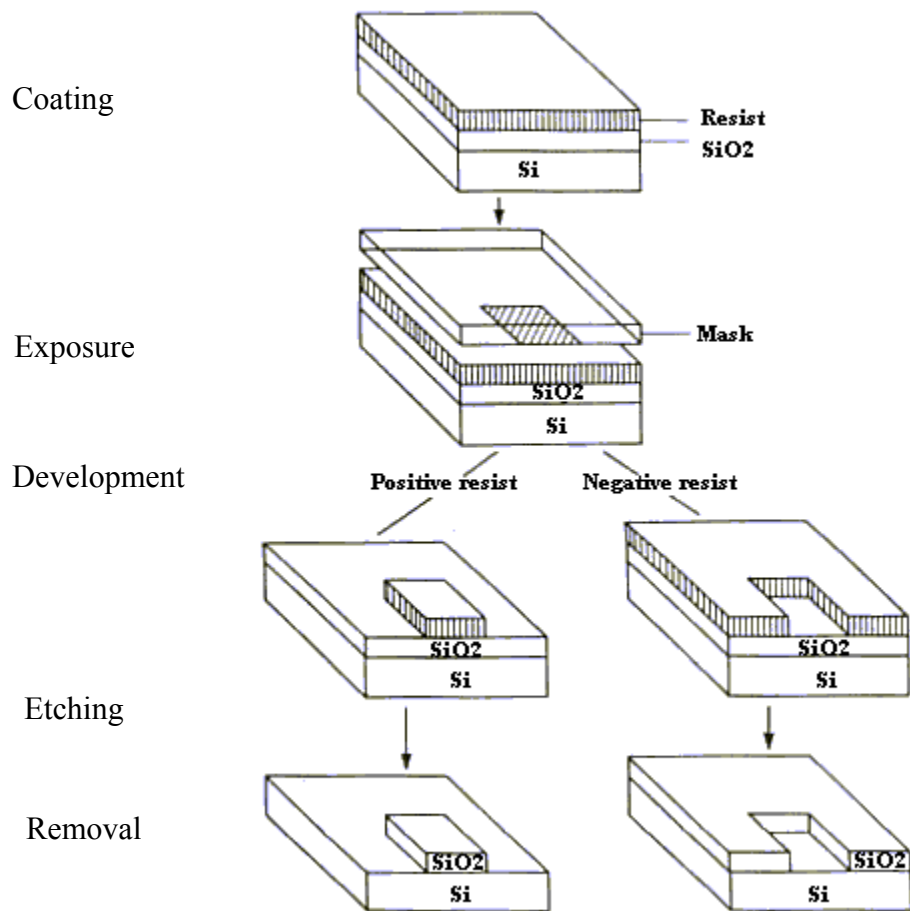 Coating
Resist
SiO2
Si
Exposure
Mask
SiO2
Si
Development
Positive resist
Negative resist
SiO2
Si
SiO2
Si
Etching
Removal
SiO2
Si
SiO2
Si